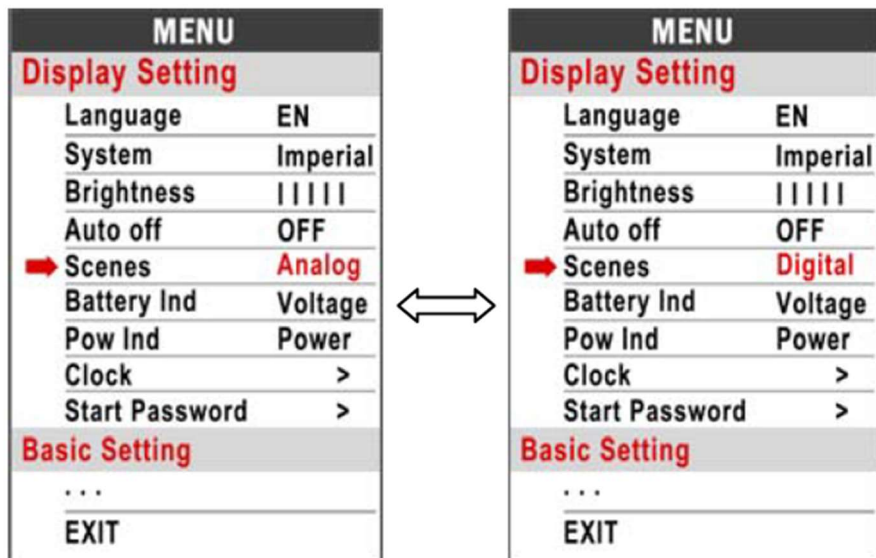 MENU
Display Setting
Language EN
System Imperial
Brightness | | | | |
Auto off OFF
Scenes Analog
Battery Ind Voltage
Pow Ind Power
Clock >
Start Password >
Basic Setting
. . .
EXIT
MENU
Display Setting
Language EN
System Imperial
Brightness | | | | |
Auto off OFF
Scenes Digital
Battery Ind Voltage
Pow Ind Power
Clock >
Start Password >
Basic Setting
. . .
EXIT